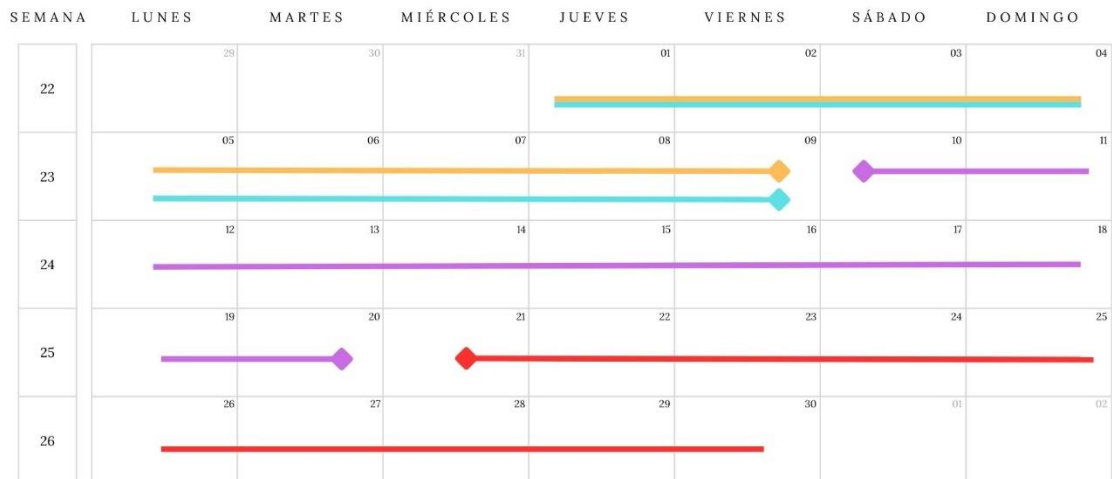 SEMANA LUNES MARTES MIÉRCOLES JUEVES VIERNES SÁBADO DOMINGO
29 30 31 01 02 03 04
22
05 06 07 08 09 10 11
23
12 13 14 15 16 17 18
24
19 20 21 22 23 24 25
25
26 27 28 29 30 01 02
26